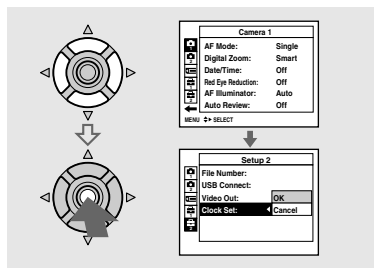 Camera 1
AF Mode: Single
Digital Zoom: Smart
Date/Time: Off
Red Eye Reduction: Off
AF Illuminator: Auto
Auto Review: Off
MENU SELECT
Setup 2
File Number:
USB Connect:
Video Out: OK
Clock Set: Cancel